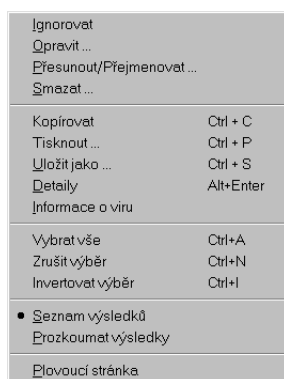 Ignorovat
Opravit ...
Přesunout/Přejmenovat ...
Smazat ...
Kopírovat Ctrl + C
Tisknout ... Ctrl + P
Uložit jako ... Ctrl + S
Detaily Alt+Enter
Informace o viru
Vybrat vše Ctrl+A
Zrušit výběr Ctrl+N
Invertovat výběr Ctrl+I
Seznam výsledků
Prozkoumat výsledky
Plovoucí stránka